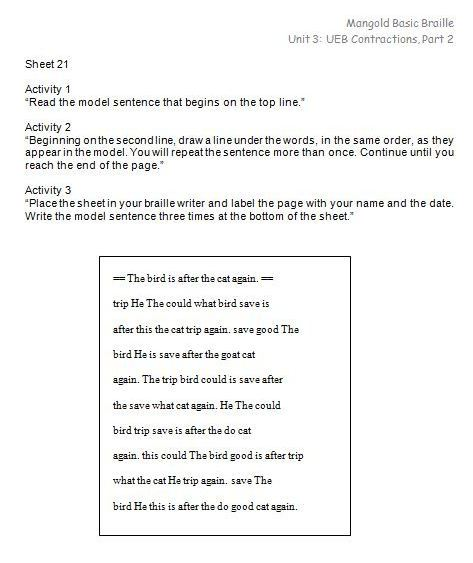 Mangold Basic Braille
Unit 3: UEB Contractions, Part 2
Sheet 21
Activity 1
"Read the model sentence that begins on the top line."
Activity 2
"Beginning on the second line, draw a line under the words, in the same order, as they
appear in the model. You will repeat the sentence more than once. Continue until you
reach the end of the page."
Activity 3
"Place the sheet in your braille writer and label the page with your name and the date.
Write the model sentence three times at the bottom of the sheet."
== The bird is after the cat again. ==
trip He The could what bird save is
after this the cat trip again. save good The
bird He is save after the goat cat
again. The trip bird could is save after
the save what cat again. He The could
bird trip save is after the do cat
again. this could The bird good is after trip
what the cat He trip again. save The
bird He this is after the do good cat again.